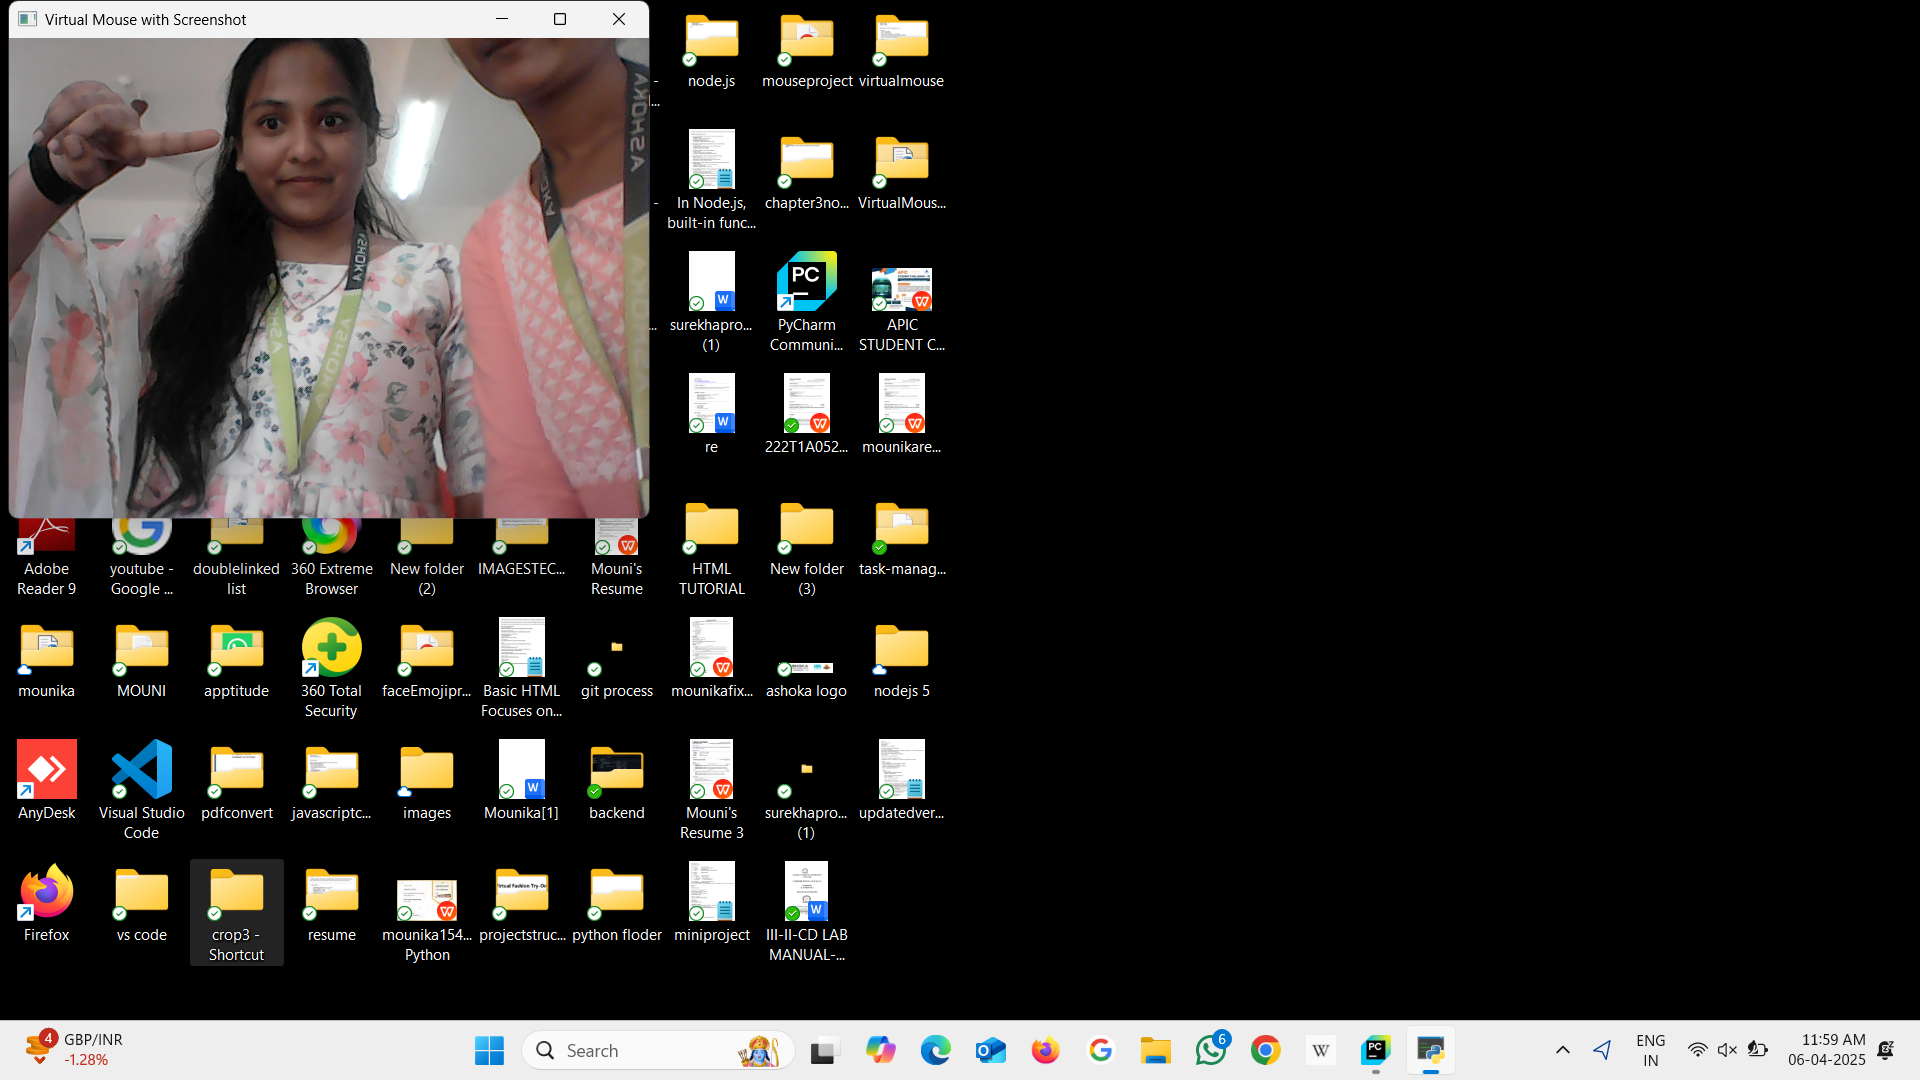 Virtual Mouse with Screenshot
node.js
mouseproject
virtualmouse
In Node.js,
built-in func...
chapter3no...
VirtualMous...
surekhapro...
(1)
PyCharm
Communi...
APIC
STUDENT C...
re
222T1A052...
mounikare...
Adobe
Reader 9
youtube -
Google ...
doublelinked
list
360 Extreme
Browser
New folder
(2)
IMAGESTEC...
Mouni's
Resume
HTML
TUTORIAL
New folder
(3)
task-manag...
mounika
MOUNI
apptitude
360 Total
Security
faceEmojipr...
Basic HTML
Focuses on...
git process
mounikafix...
ashoka logo
nodejs 5
AnyDesk
Visual Studio
Code
pdfconvert
javascriptc...
images
Mounika[1]
backend
Mouni's
Resume 3
surekhapro...
(1)
updatedver...
Firefox
vs code
crop3 -
Shortcut
resume
mounika154...
Python
projectstruc...
python floder
miniproject
III-II-CD LAB
MANUAL-...
4
GBP/INR
-1.28%
Search
6
ENG
IN
11:59 AM
06-04-2025